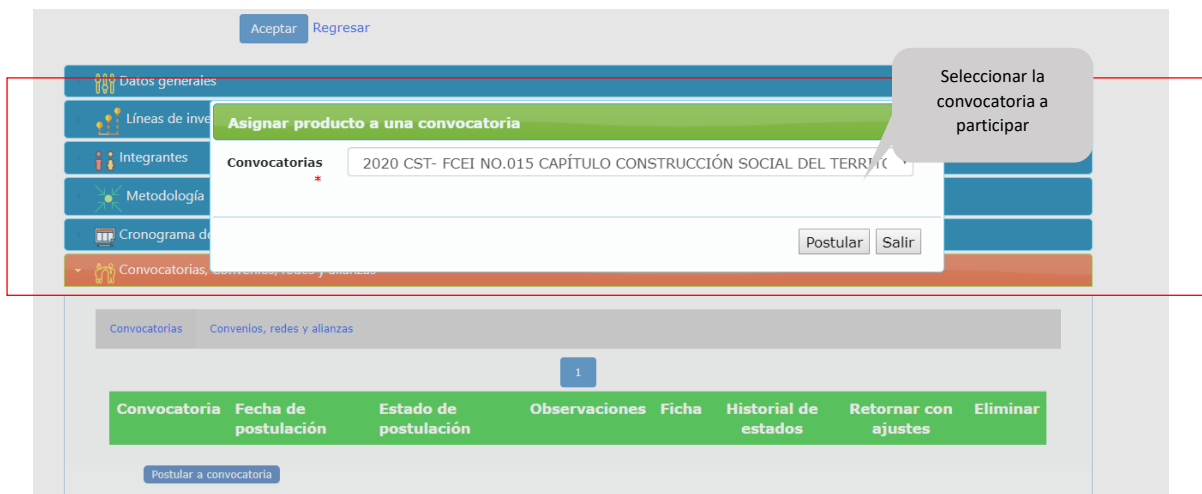 Aceptar Regresar
Datos generales
Seleccionar la
convocatoria a
participar
Líneas de inve
Asignar producto a una convocatoria
Integrantes
Convocatorias
*
2020 CST- FCEI NO.015 CAPÍTULO CONSTRUCCIÓN SOCIAL DEL
Metodología
Cronograma de
Postular Salir
Convocatorias, Convenios, redes y alianzas
Convocatorias Convenios, redes y alianzas
1
Convocatoria Fecha de postulación Estado de postulación Observaciones Ficha Historial de estados Retornar con ajustes Eliminar
Postular a convocatoria